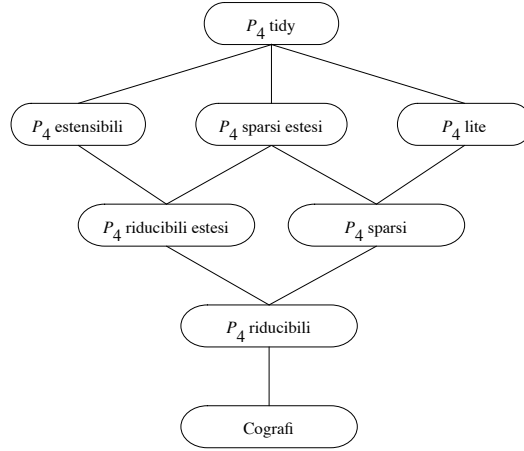 P4 tidy
P4 estensibili
P4 sparsi estesi
P4 lite
P4 riducibili estesi
P4 sparsi
P4 riducibili
Cografi